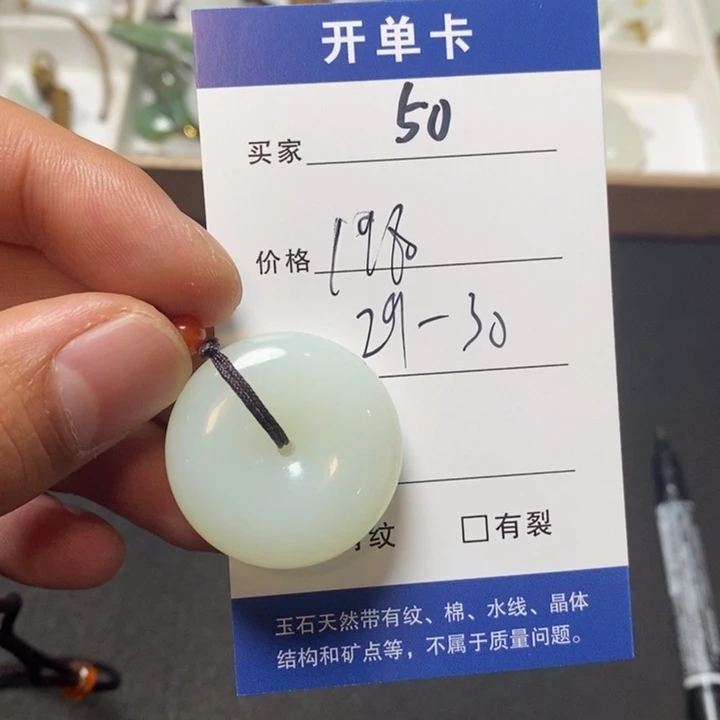 开单卡
买家 50
价格 198
29-30
纹 □有裂
玉石天然带有纹、棉、水线、晶体
结构和矿点等，不属于质量问题。